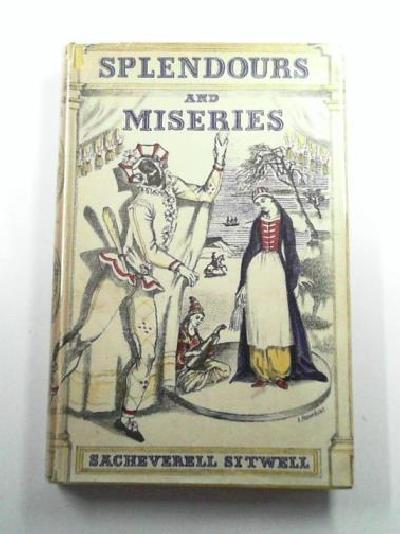 SPLENDOURS
AND
MISERIES
SACHEVERELL SITWELL